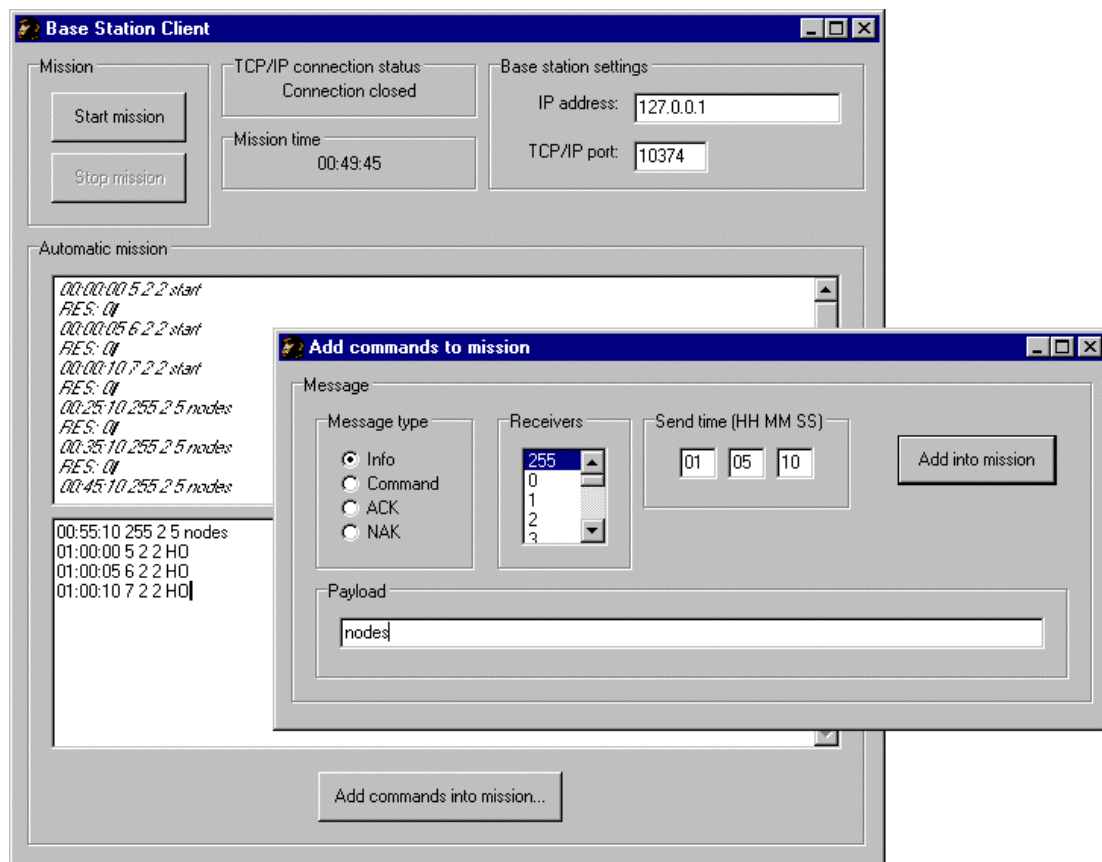 Base Station Client
Mission
Start mission
Stop mission
TCP/IP connection status
Connection closed
Mission time
00:49:45
Base station settings
IP address: 127.0.0.1
TCP/IP port: 10374
Automatic mission
00:00:00 5 2 2 start
RES: 0
00:00:05 6 2 2 start
RES: 0
00:00:10 7 2 2 start
RES: 0
00:25:10 255 2 5 nodes
RES: 0
00:35:10 255 2 5 nodes
RES: 0
00:45:10 255 2 5 nodes
00:55:10 255 2 5 nodes
01:00:00 5 2 2 HO
01:00:05 6 2 2 HO
01:00:10 7 2 2 HO
Add commands into mission...
Add commands to mission
Message
Message type
Info
Command
ACK
NAK
Receivers
255
0
1
2
3
Send time (HH MM SS)
01 05 10
Add into mission
Payload
nodes